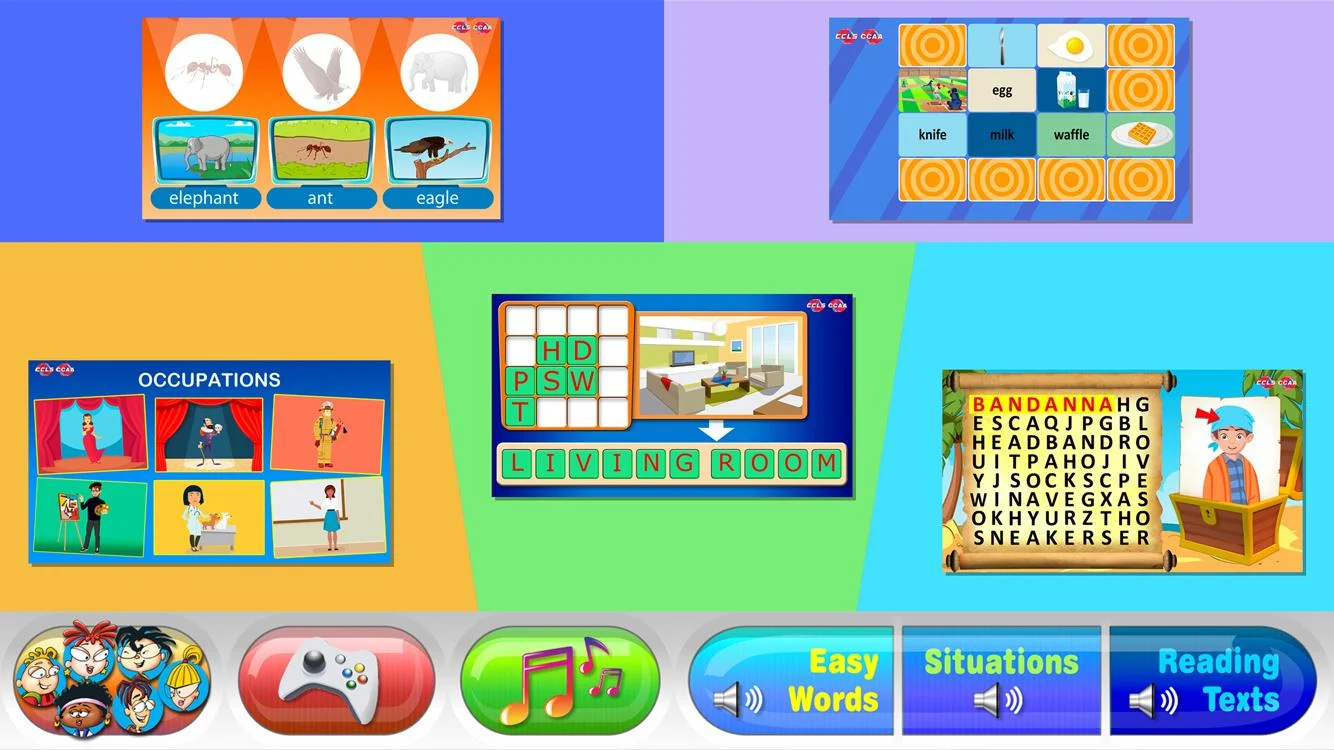 CCLS CCAA
elephant ant eagle
CCLS CCAA
egg
knife milk waffle
CCLS CCAA
OCCUPATIONS
CCLS CCAA
H D
P S W
T
LIVING ROOM
CCLS CCAA
BANDANNAHG
ESCAQJPGBL
HEADBANDRO
UITPAHOJIV
YJSOCKSCPE
WINAVEGXAS
OKHYURZTHO
SNEAKERSER
Easy
Words
Situations
Reading
Texts